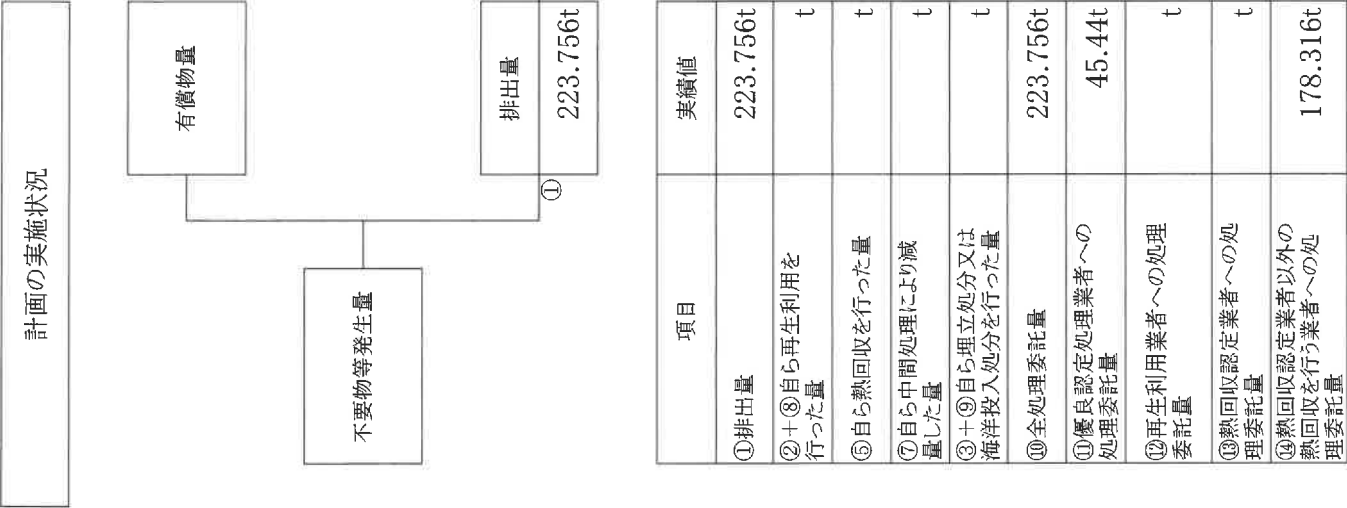 計画の実施状況
有償物量
不要物等発生量
排出量
① 223.756t
項目 実績値
①排出量 223.756t
②+⑧自ら再生利用を
行った量 t
⑤自ら熱回収を行った量 t
⑦自ら中間処理により減
量した量 t
③+⑨自ら埋立処分又は
海洋投入処分を行った量 t
⑩全処理委託量 223.756t
⑪優良認定処理業者への
処理委託量 45.44t
⑫再生利用業者への処理
委託量 t
⑬熱回収認定業者への処
理委託量 t
⑭熱回収認定業者以外の
熱回収を行う業者への処
理委託量 178.316t